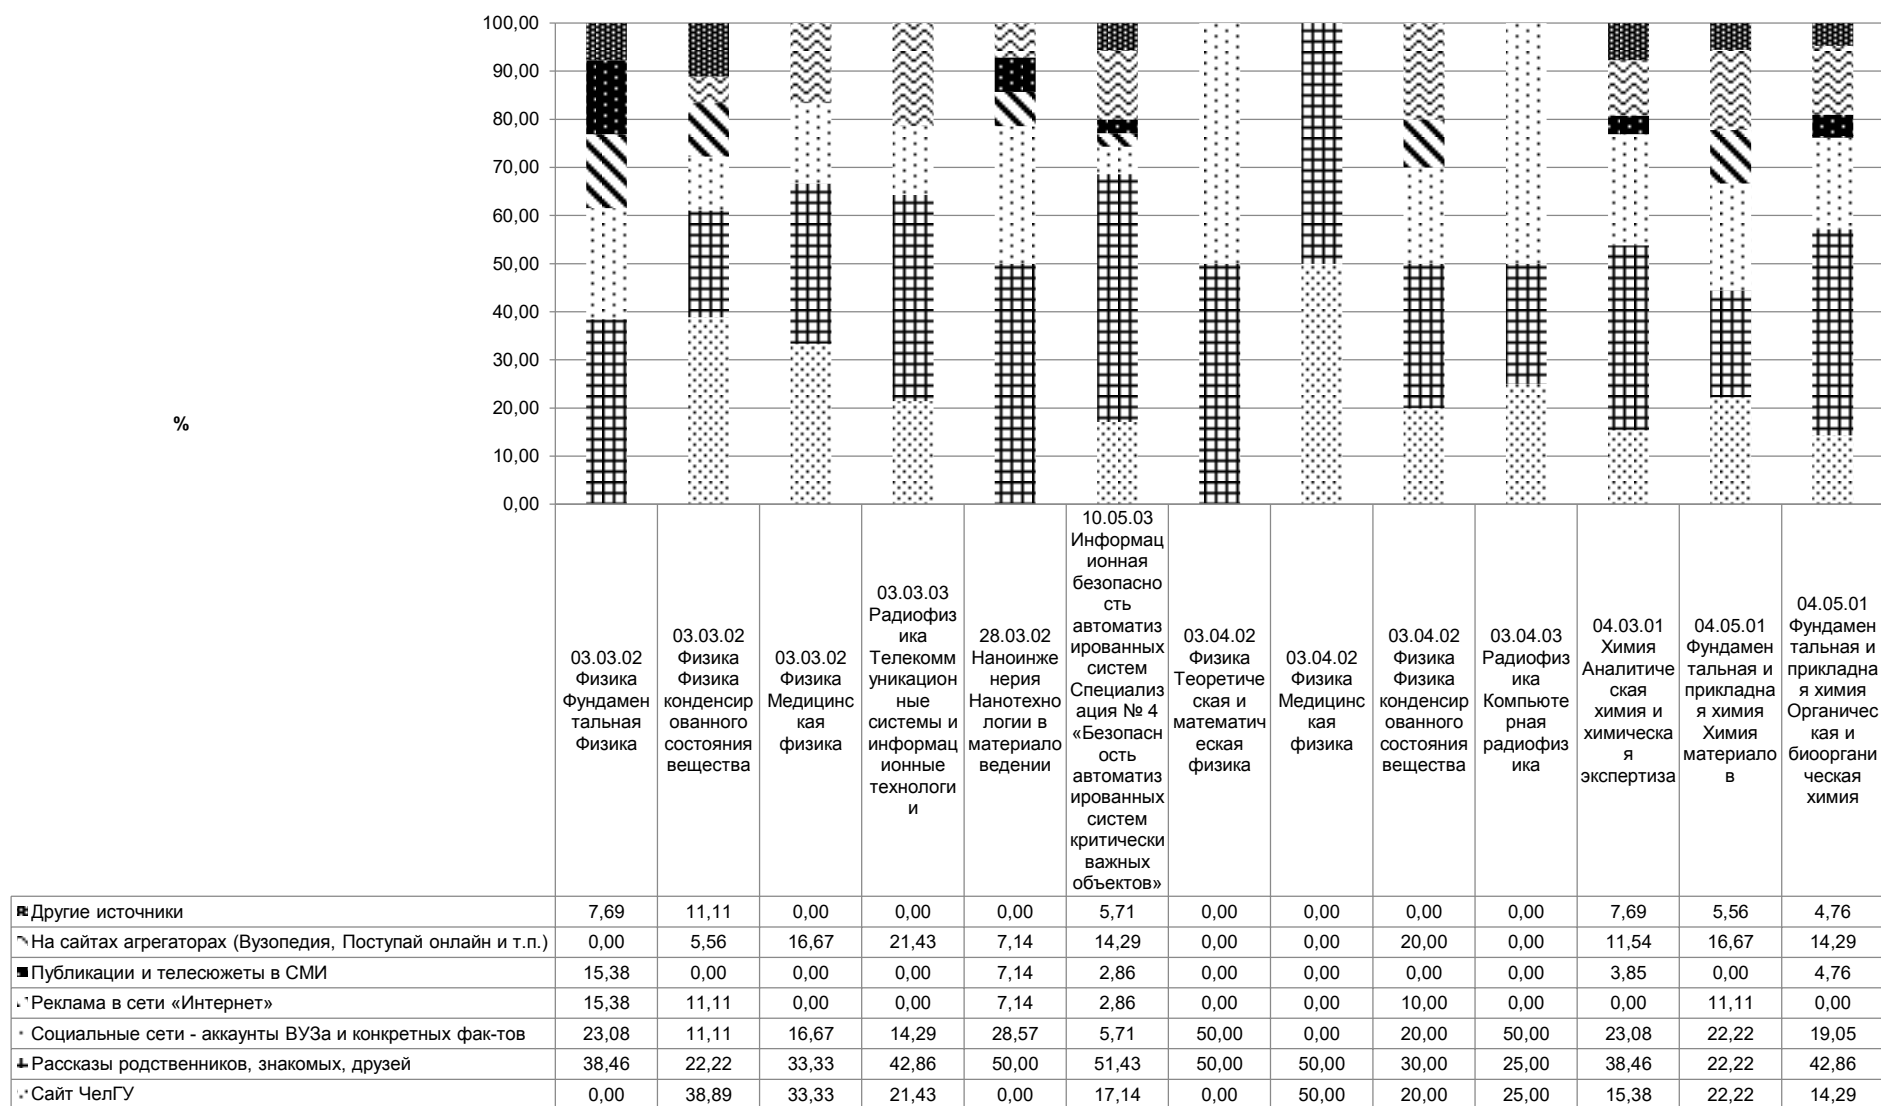 100,00
90,00
80,00
70,00
60,00
50,00
40,00
30,00
20,00
10,00
0,00
%
03.03.02
Физика
Фундамен
тальная
Физика
03.03.02
Физика
Физика
конденсир
ованного
состояния
вещества
03.03.02
Физика
Медицинс
кая
физика
03.03.03
Радиофиз
ика
Телекомм
уникацион
ные
системы и
информац
ионные
технологи
и
28.03.02
Наноинже
нерия
Нанотехно
логии в
материало
ведении
10.05.03
Информац
ионная
безопасно
сть
автоматиз
ированных
систем
Специализ
ация № 4
«Безопасн
ость
автоматиз
ированных
систем
критически
важных
объектов»
03.04.02
Физика
Теоретиче
ская и
математич
еская
физика
03.04.02
Физика
Медицинс
кая
физика
03.04.02
Физика
Физика
конденсир
ованного
состояния
вещества
03.04.03
Радиофиз
ика
Компьюте
рная
радиофиз
ика
04.03.01
Химия
Аналитиче
ская
химия и
химическа
я
экспертиза
04.05.01
Фундамен
тальная и
прикладна
я химия
Химия
материало
в
04.05.01
Фундамен
тальная и
прикладна
я химия
Органичес
кая и
биооргани
ческая
химия
Другие источники 7,69 11,11 0,00 0,00 0,00 5,71 0,00 0,00 0,00 0,00 7,69 5,56 4,76
На сайтах агрегаторах (Вузопедия, Поступай онлайн и т.п.) 0,00 5,56 16,67 21,43 7,14 14,29 0,00 0,00 20,00 0,00 11,54 16,67 14,29
Публикации и телесюжеты в СМИ 15,38 0,00 0,00 0,00 7,14 2,86 0,00 0,00 0,00 0,00 3,85 0,00 4,76
Реклама в сети «Интернет» 15,38 11,11 0,00 0,00 7,14 2,86 0,00 0,00 10,00 0,00 0,00 11,11 0,00
Социальные сети - аккаунты ВУЗа и конкретных фак-тов 23,08 11,11 16,67 14,29 28,57 5,71 50,00 0,00 20,00 50,00 23,08 22,22 19,05
Рассказы родственников, знакомых, друзей 38,46 22,22 33,33 42,86 50,00 51,43 50,00 50,00 30,00 25,00 38,46 22,22 42,86
Сайт ЧелГУ 0,00 38,89 33,33 21,43 0,00 17,14 0,00 50,00 20,00 25,00 15,38 22,22 14,29